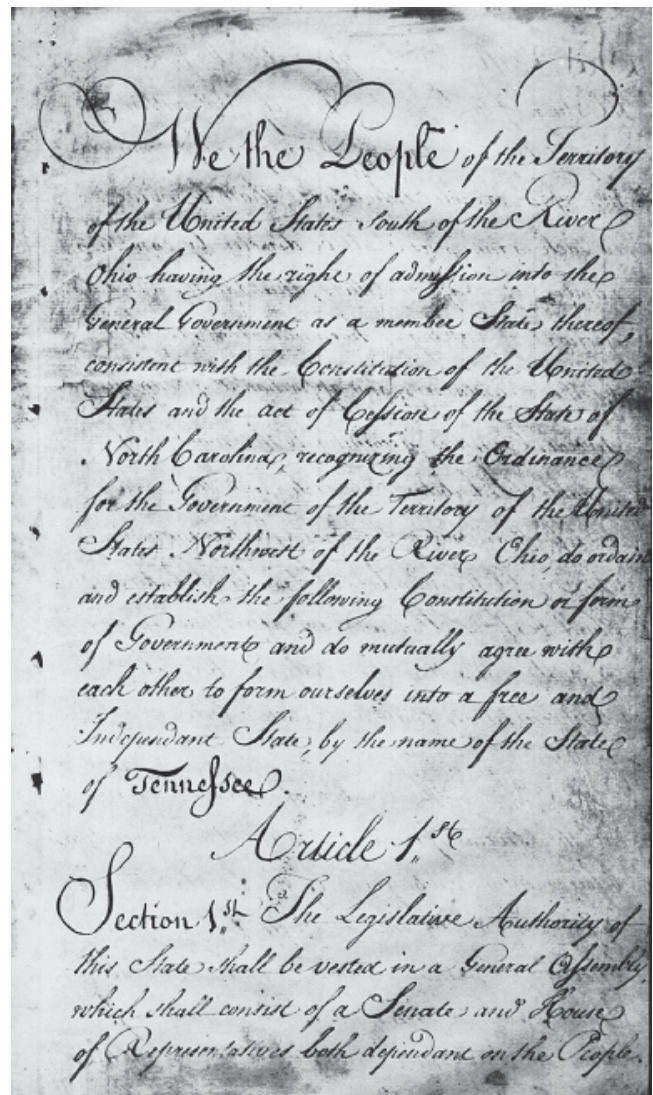 We the People of the Territory
of the United States South of the River
Ohio having the right of admission into the
General Government as a member State thereof,
consistent with the Constitution of the United
States and the act of Cession of the State of
North Carolina, recognizing the Ordinance
for the Government of the Territory of the United
States Northwest of the River Ohio, do ordain
and establish the following Constitution or form
of Government and do mutually agree with
each other to form ourselves into a free and
Independant State, by the name of the State
of Tennessee.
Article 1.st
Section 1.st The Legislative Authority of
this State shall be vested in a General Assembly,
which shall consist of a Senate and House
of Representatives both dependant on the People.